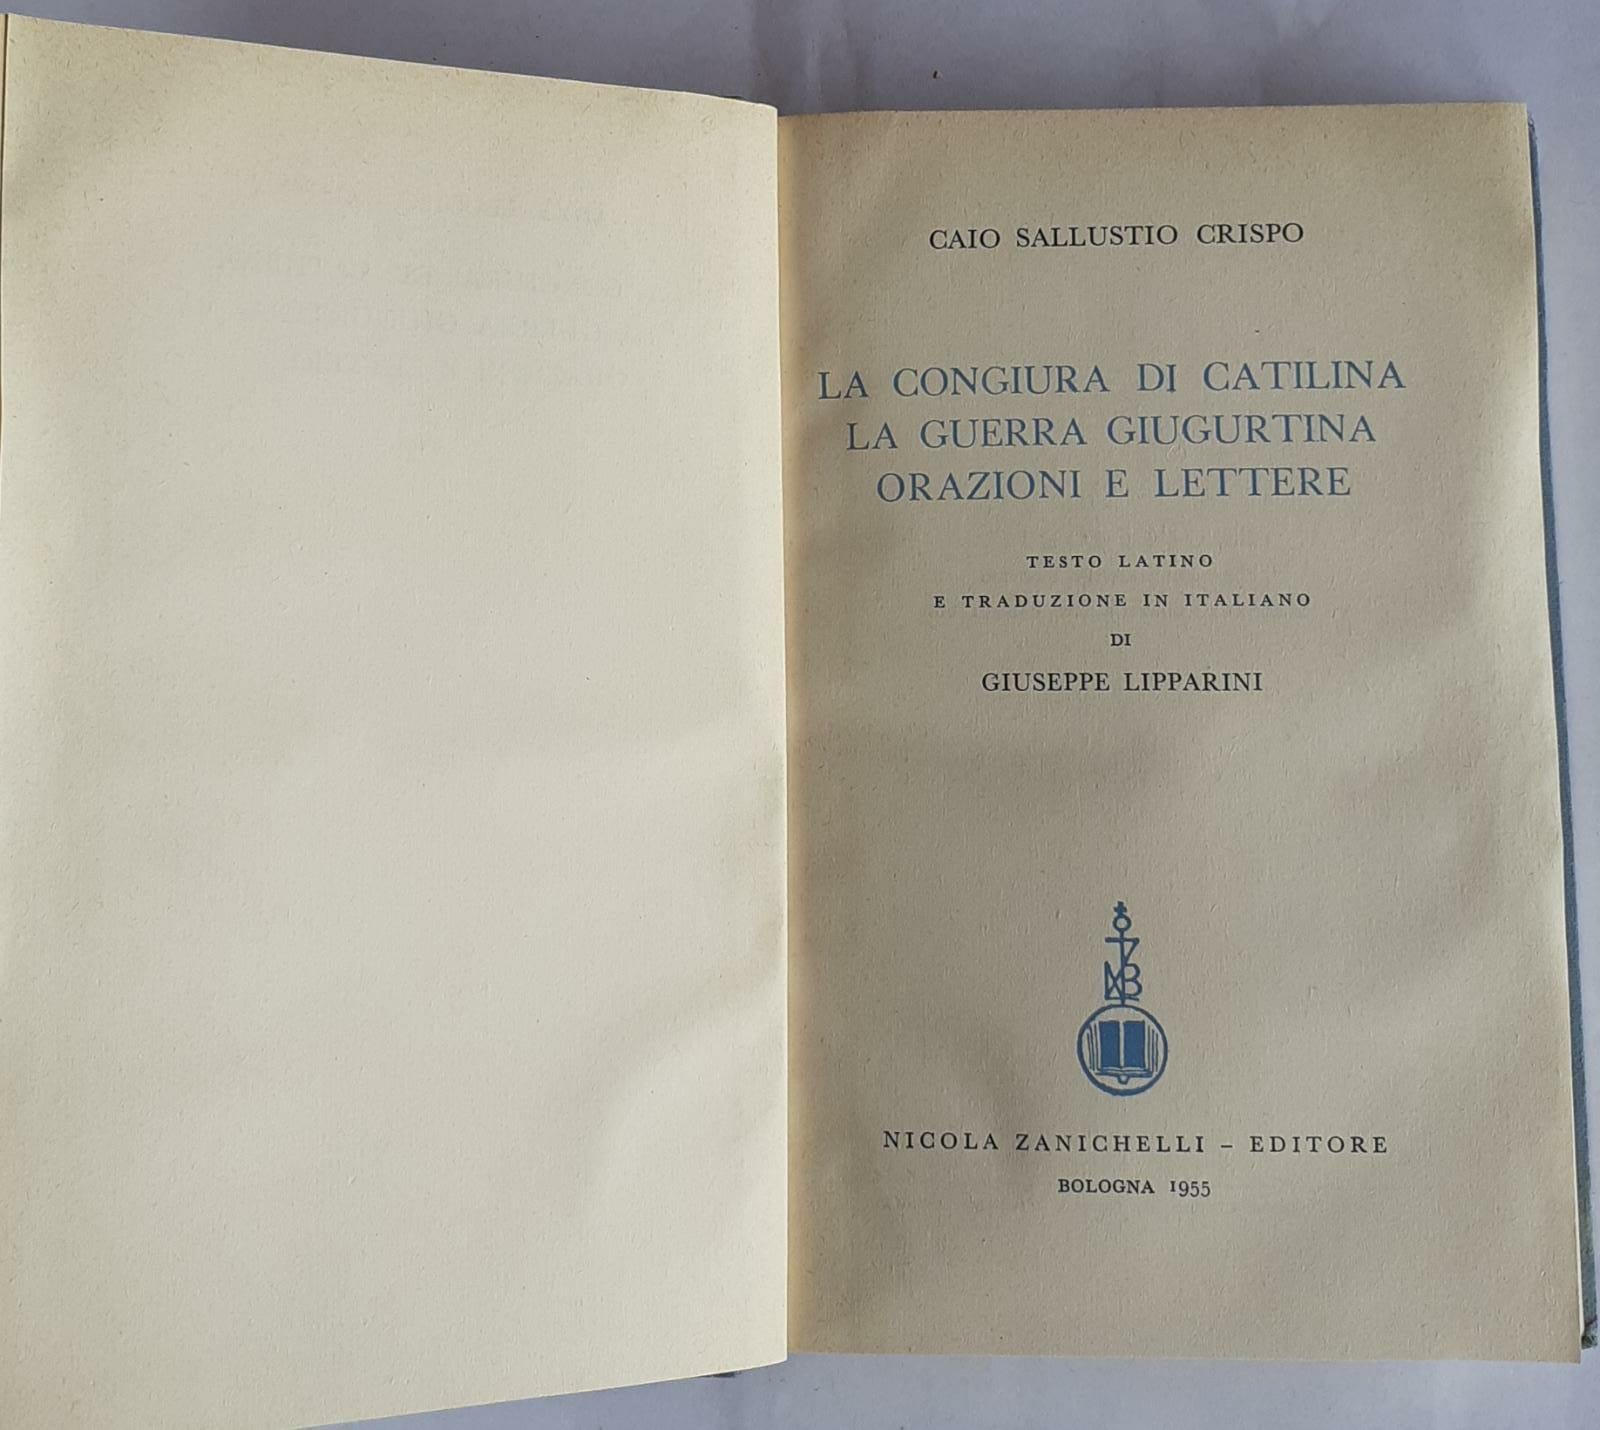 CAIO SALLUSTIO CRISPO
LA CONGIURA DI CATILINA
LA GUERRA GIUGURTINA
ORAZIONI E LETTERE
TESTO LATINO
E TRADUZIONE IN ITALIANO
DI
GIUSEPPE LIPPARINI
NICOLA ZANICHELLI – EDITORE
BOLOGNA 1955